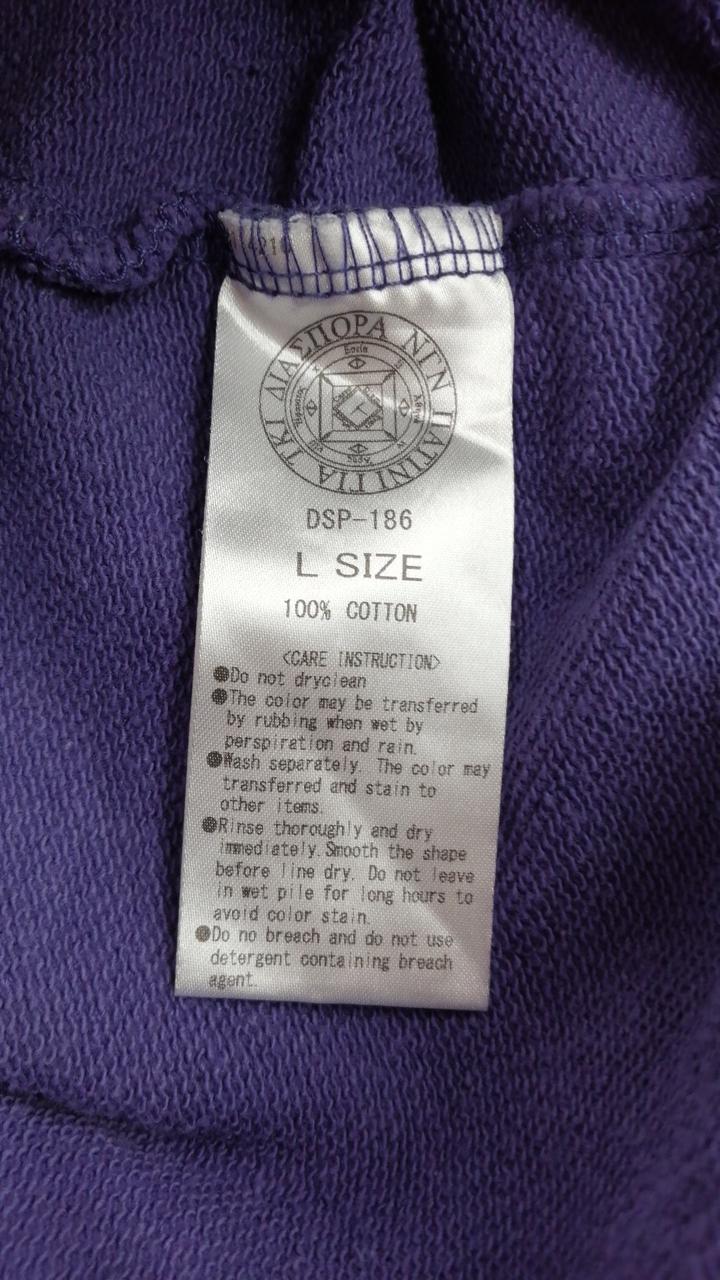 ΤΚΙ ΔΙΑΣΠΟΡΑ ΝΓΝ ΠΑΤΙΝΙΤΙΑ
DSP-186
L SIZE
100% COTTON
<CARE INSTRUCTION>
●Do not dryclean
●The color may be transferred
by rubbing when wet by
perspiration and rain.
●Wash separately. The color may
transferred and stain to
other items.
●Rinse thoroughly and dry
immediately.Smooth the shape
before line dry. Do not leave
in wet pile for long hours to
avoid color stain.
●Do no breach and do not use
detergent containing breach
agent.